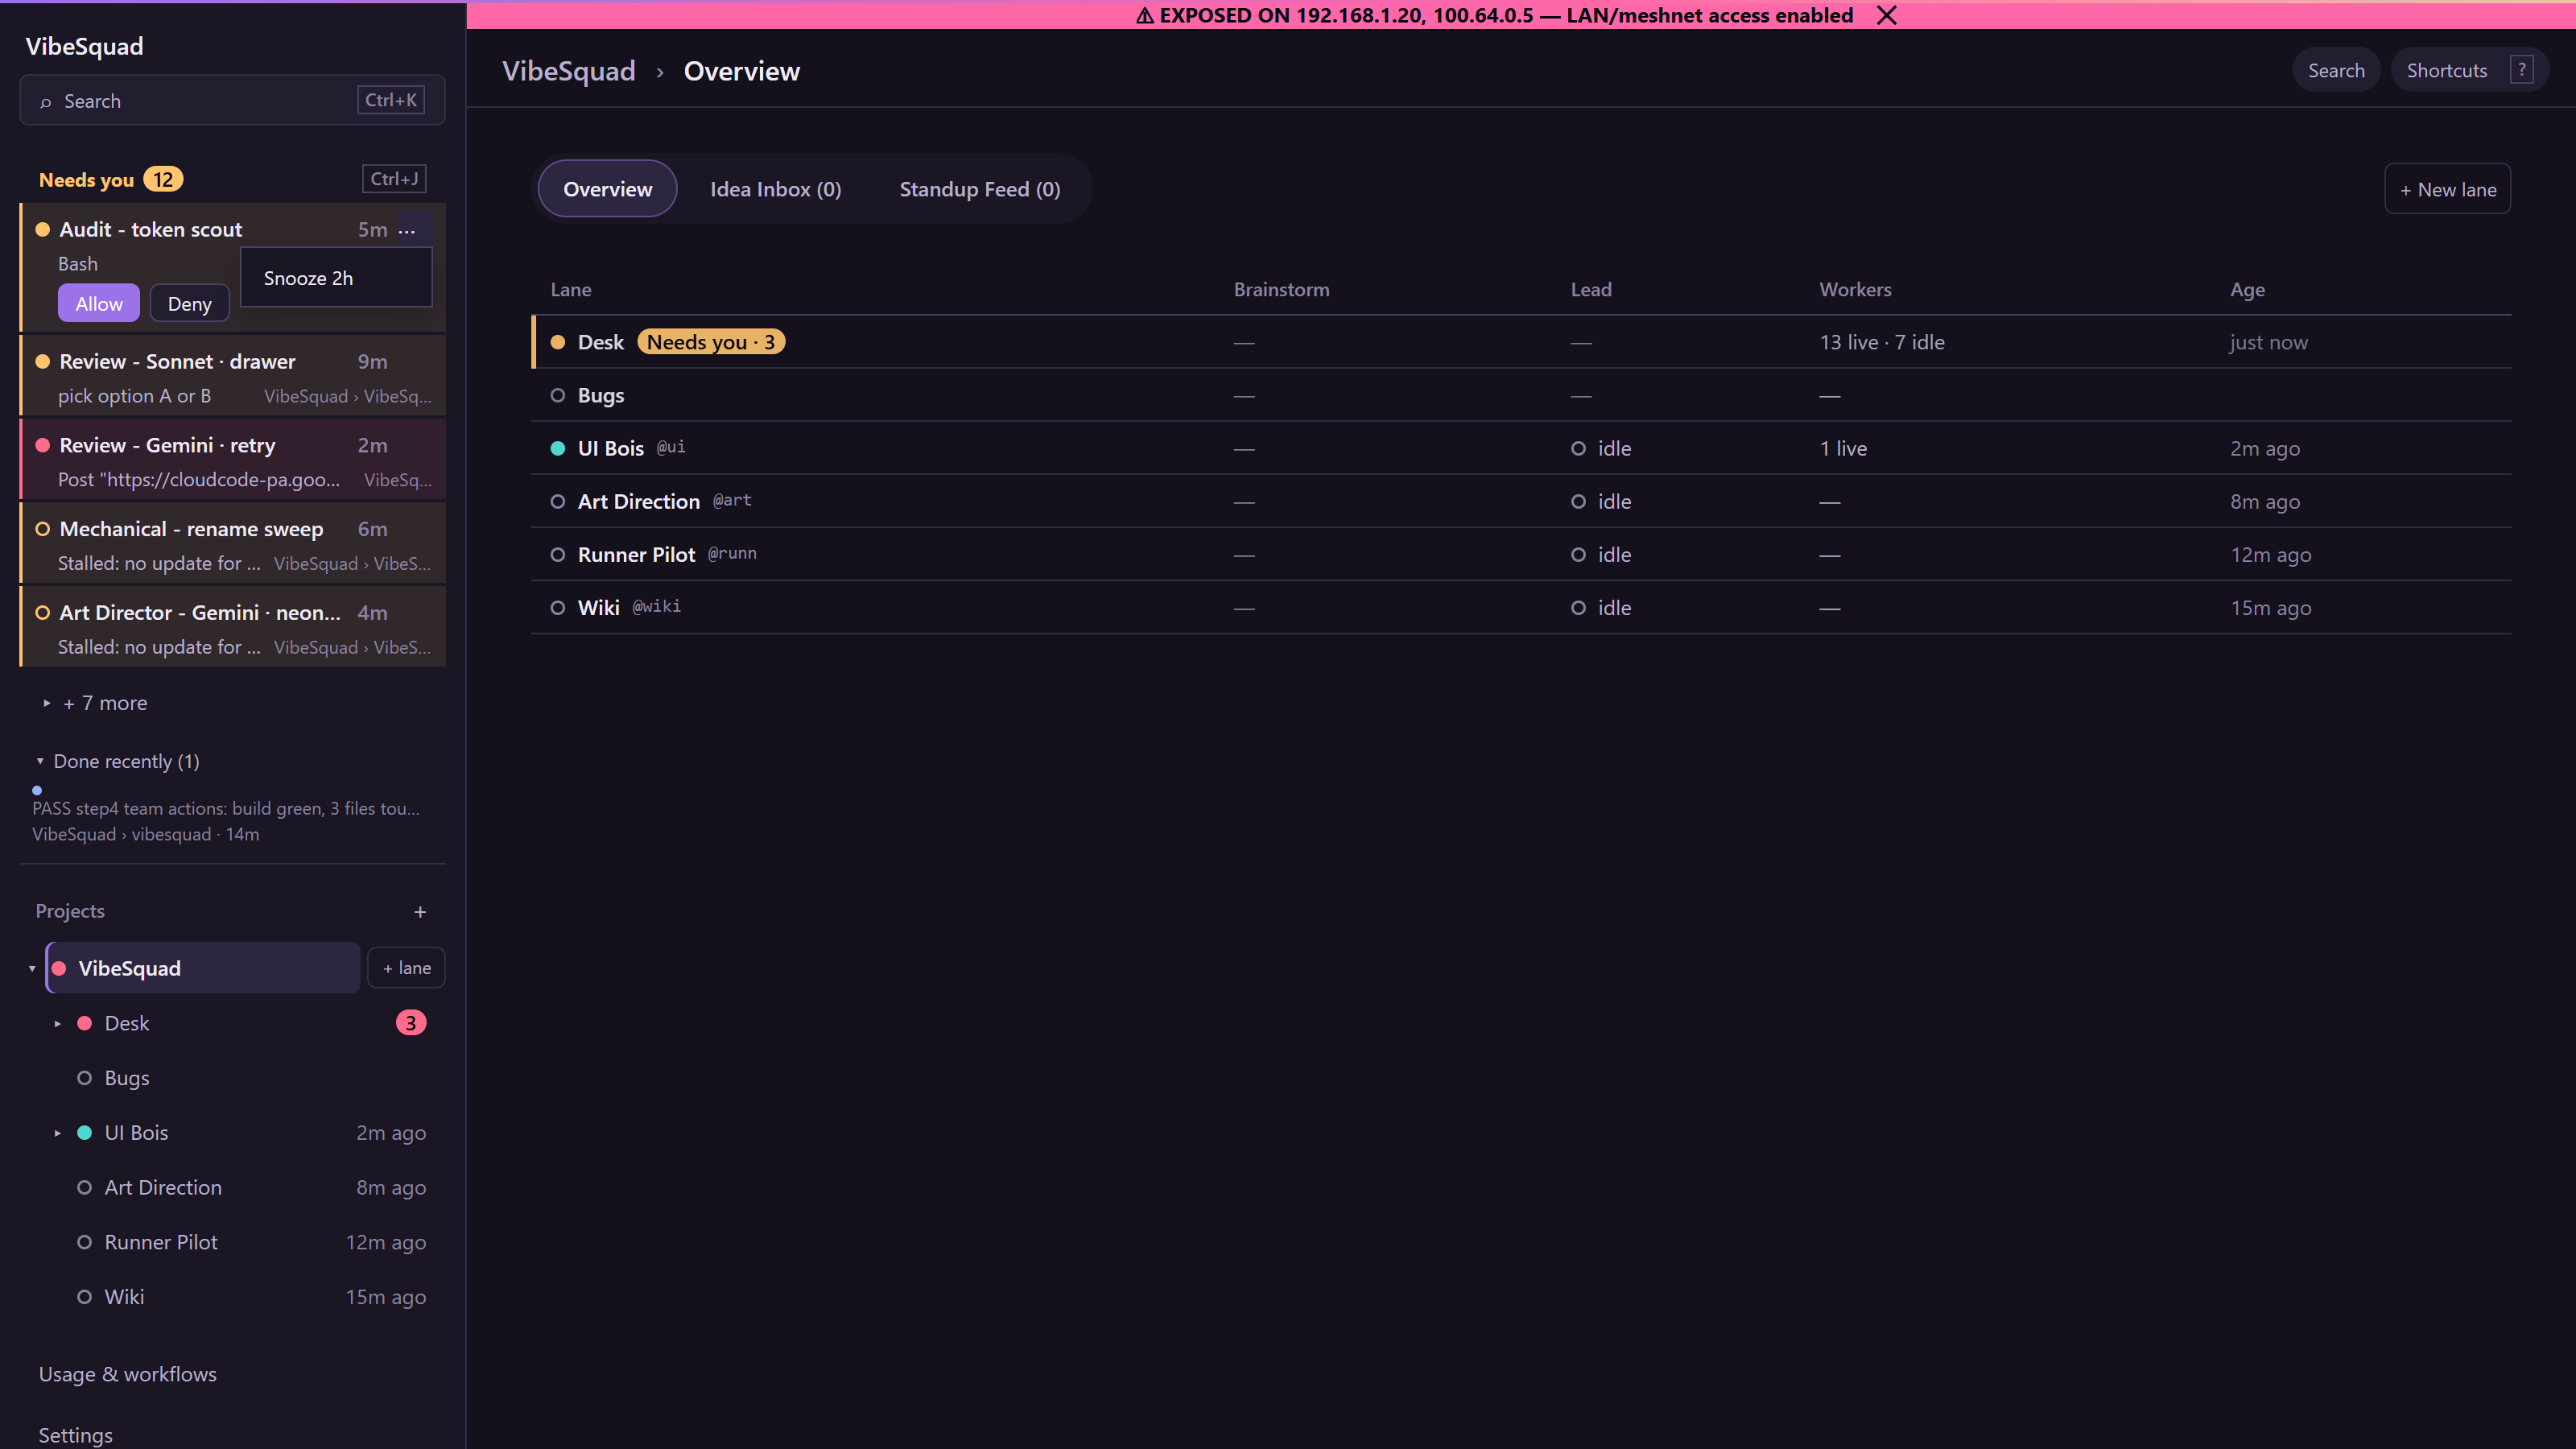 ⚠ EXPOSED ON 192.168.1.20, 100.64.0.5 — LAN/meshnet access enabled ✕
VibeSquad
Search Ctrl+K
Needs you 12 Ctrl+J
Audit - token scout 5m ...
Bash
Snooze 2h
Allow Deny
Review - Sonnet · drawer 9m
pick option A or B VibeSquad › VibeSq...
Review - Gemini · retry 2m
Post "https://cloudcode-pa.goo... VibeSq...
Mechanical - rename sweep 6m
Stalled: no update for ... VibeSquad › VibeS...
Art Director - Gemini · neon... 4m
Stalled: no update for ... VibeSquad › VibeS...
+ 7 more
Done recently (1)
PASS step4 team actions: build green, 3 files tou...
VibeSquad › vibesquad · 14m
Projects +
VibeSquad + lane
Desk 3
Bugs
UI Bois 2m ago
Art Direction 8m ago
Runner Pilot 12m ago
Wiki 15m ago
Usage & workflows
Settings
VibeSquad › Overview
Search Shortcuts ?
Overview Idea Inbox (0) Standup Feed (0) + New lane
Lane Brainstorm Lead Workers Age
Desk Needs you · 3 — — 13 live · 7 idle just now
Bugs — — —
UI Bois @ui — idle 1 live 2m ago
Art Direction @art — idle — 8m ago
Runner Pilot @runn — idle — 12m ago
Wiki @wiki — idle — 15m ago